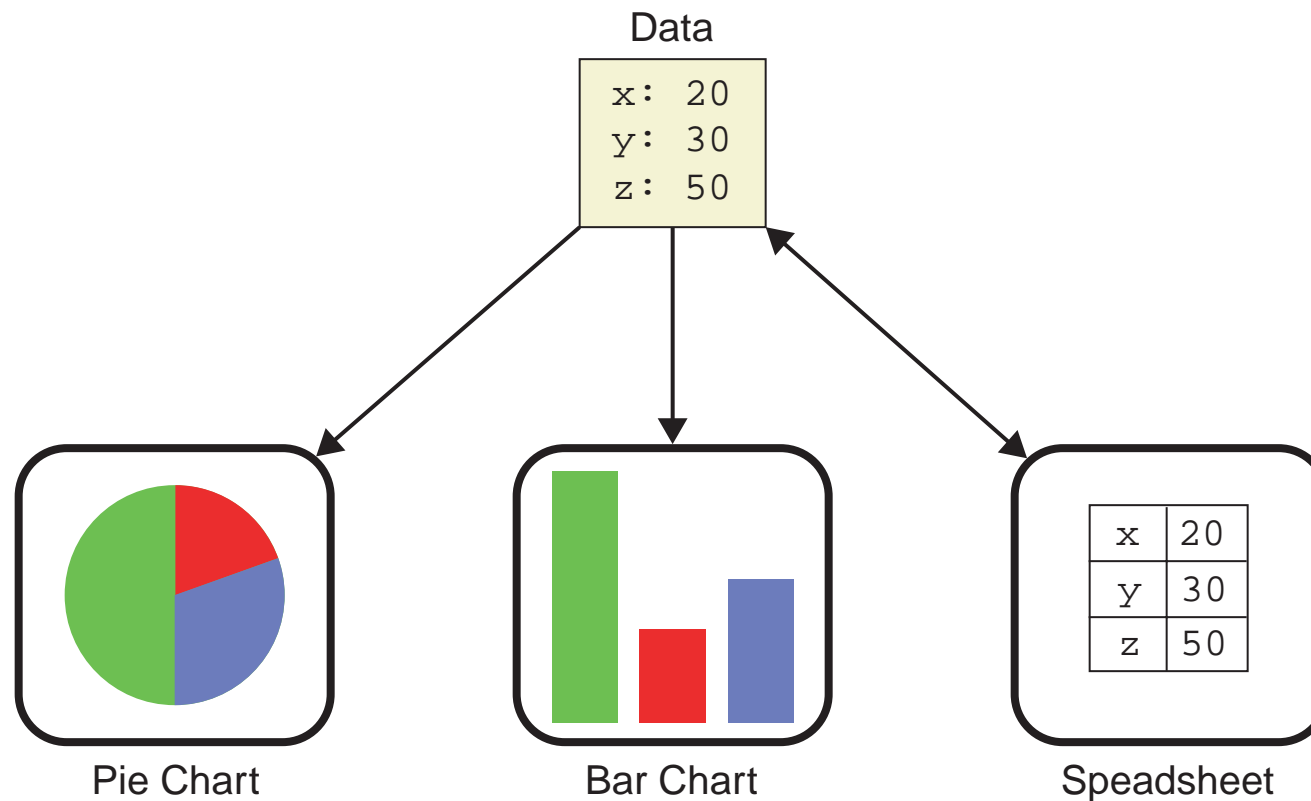 Data
x: 20
y: 30
z: 50
x 20
y 30
z 50
Pie Chart
Bar Chart
Speadsheet